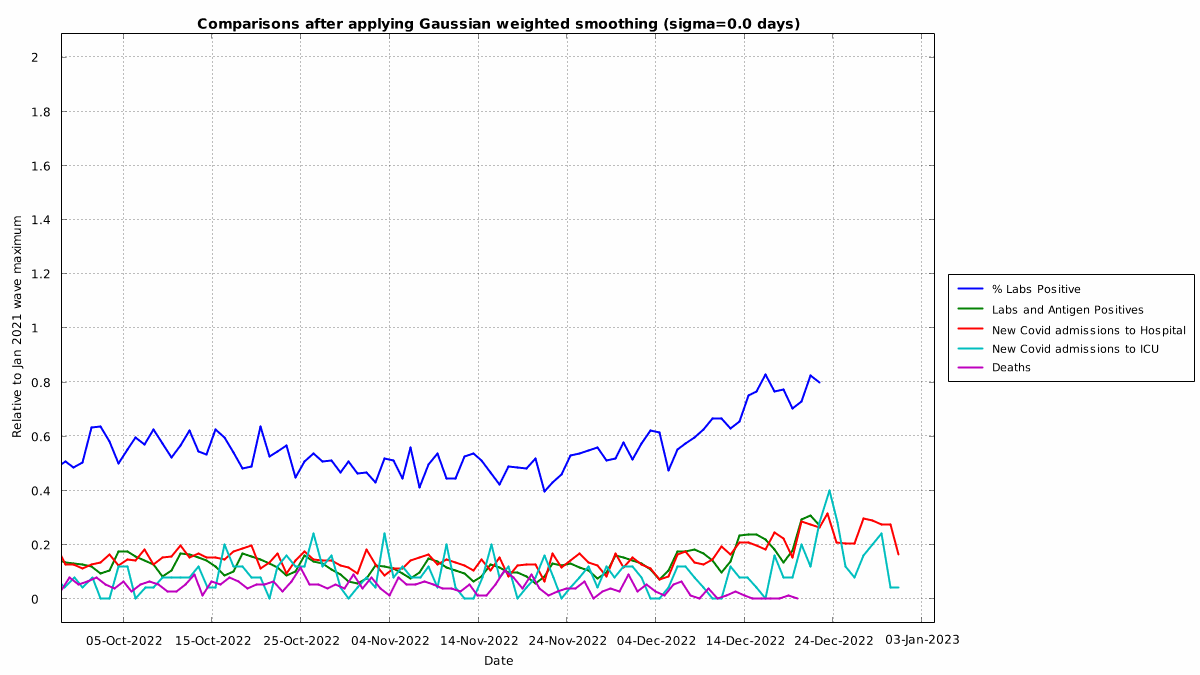 Comparisons after applying Gaussian weighted smoothing (sigma=0.0 days)
2
1.8
1.6
1.4
1.2
1
0.8
0.6
0.4
0.2
0
Relative to Jan 2021 wave maximum
05-Oct-2022 15-Oct-2022 25-Oct-2022 04-Nov-2022 14-Nov-2022 24-Nov-2022 04-Dec-2022 14-Dec-2022 24-Dec-2022 03-Jan-2023
Date
% Labs Positive
Labs and Antigen Positives
New Covid admissions to Hospital
New Covid admissions to ICU
Deaths